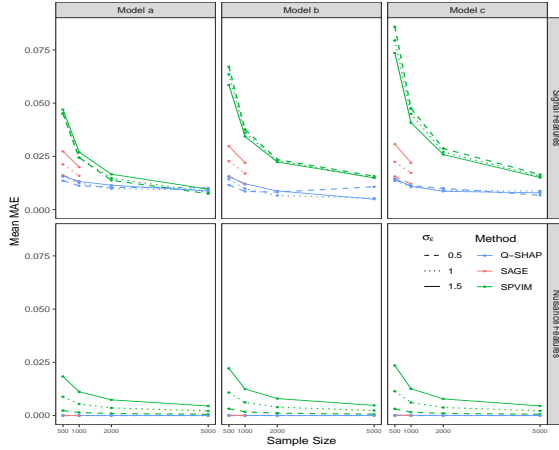 Model a
Model b
Model c
0.075
0.050
0.025
0.000
Signal Features
Mean MAE
0.075
0.050
0.025
0.000
Nuisance Features
σE
0.5
1
1.5
Method
Q−SHAP
SAGE
SPVIM
500 1000 2000 5000
500 1000 2000 5000
500 1000 2000 5000
Sample Size